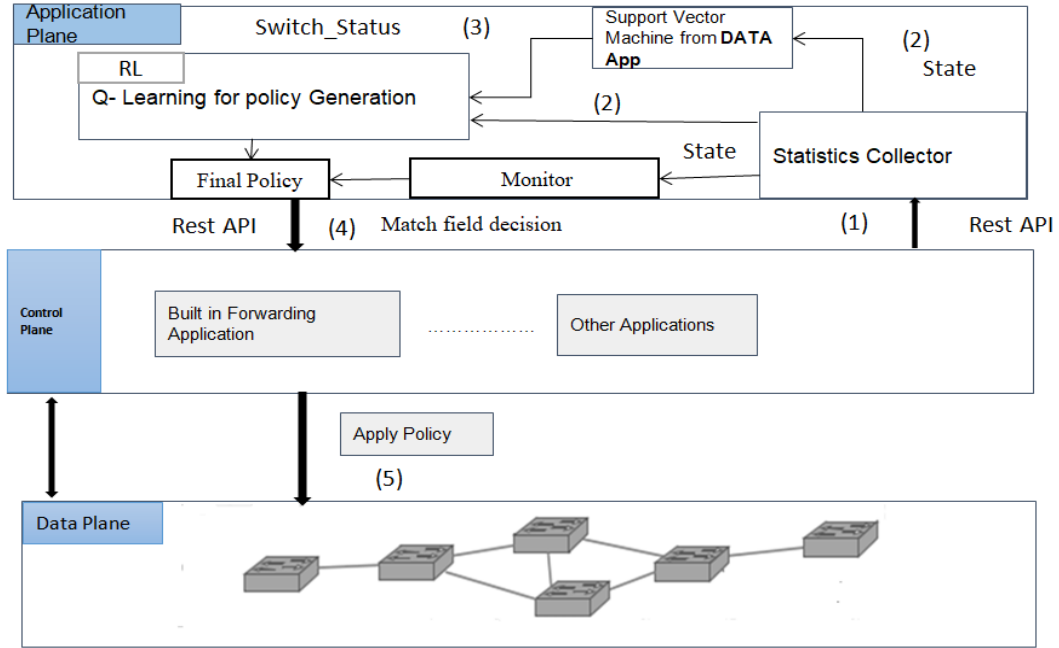 Application
Plane
Switch_Status
(3)
Support Vector
Machine from DATA
App
(2)
State
RL
Q- Learning for policy Generation
(2)
State
Statistics Collector
Final Policy
Monitor
Rest API
(4)
Match field decision
(1)
Rest API
Control
Plane
Built in Forwarding
Application
..................
Other Applications
Apply Policy
(5)
Data Plane